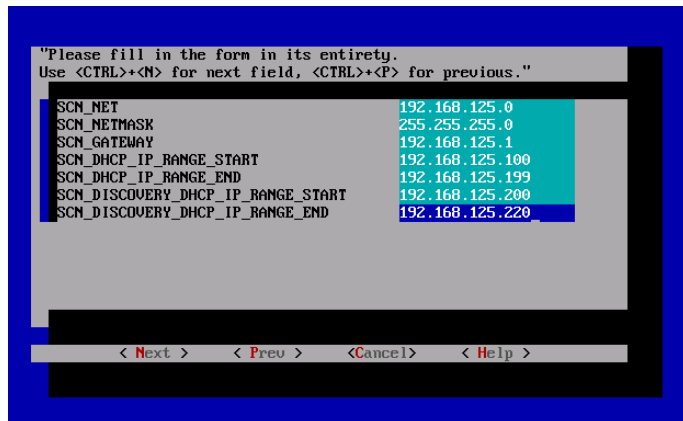 "Please fill in the form in its entirety.
Use <CTRL>+<N> for next field, <CTRL>+<P> for previous."
SCN_NET 192.168.125.0
SCN_NETMASK 255.255.255.0
SCN_GATEWAY 192.168.125.1
SCN_DHCP_IP_RANGE_START 192.168.125.100
SCN_DHCP_IP_RANGE_END 192.168.125.199
SCN_DISCOVERY_DHCP_IP_RANGE_START 192.168.125.200
SCN_DISCOVERY_DHCP_IP_RANGE_END 192.168.125.220_
< Next > < Prev > <Cancel> < Help >